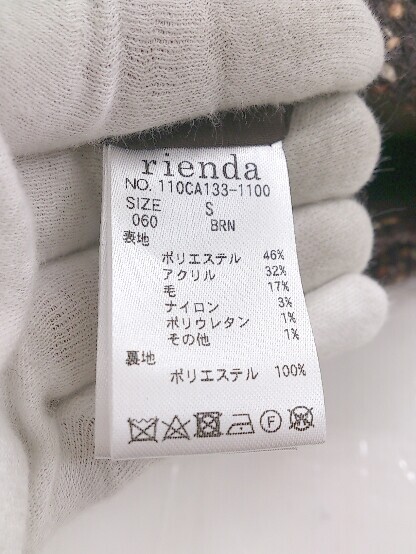 rienda
NO. 110CA133-1100
SIZE S
060 BRN
表地
ポリエステル 46%
アクリル 32%
毛 17%
ナイロン 3%
ポリウレタン 1%
その他 1%
裏地
ポリエステル 100%
F